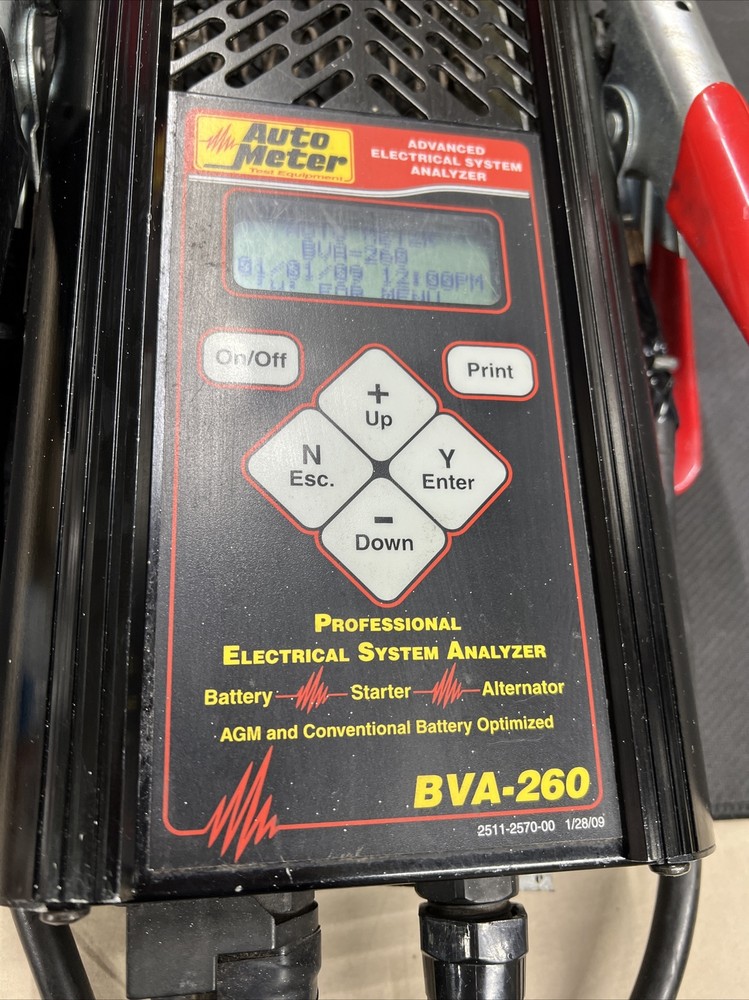 Auto
Meter
Test Equipment
ADVANCED
ELECTRICAL SYSTEM
ANALYZER
BVA-260
01/01/09 12:00PM
FOR MENU
On/Off
Print
+
Up
N
Esc.
Y
Enter
-
Down
PROFESSIONAL
ELECTRICAL SYSTEM ANALYZER
Battery Starter Alternator
AGM and Conventional Battery Optimized
BVA-260
2511-2570-00 1/28/09